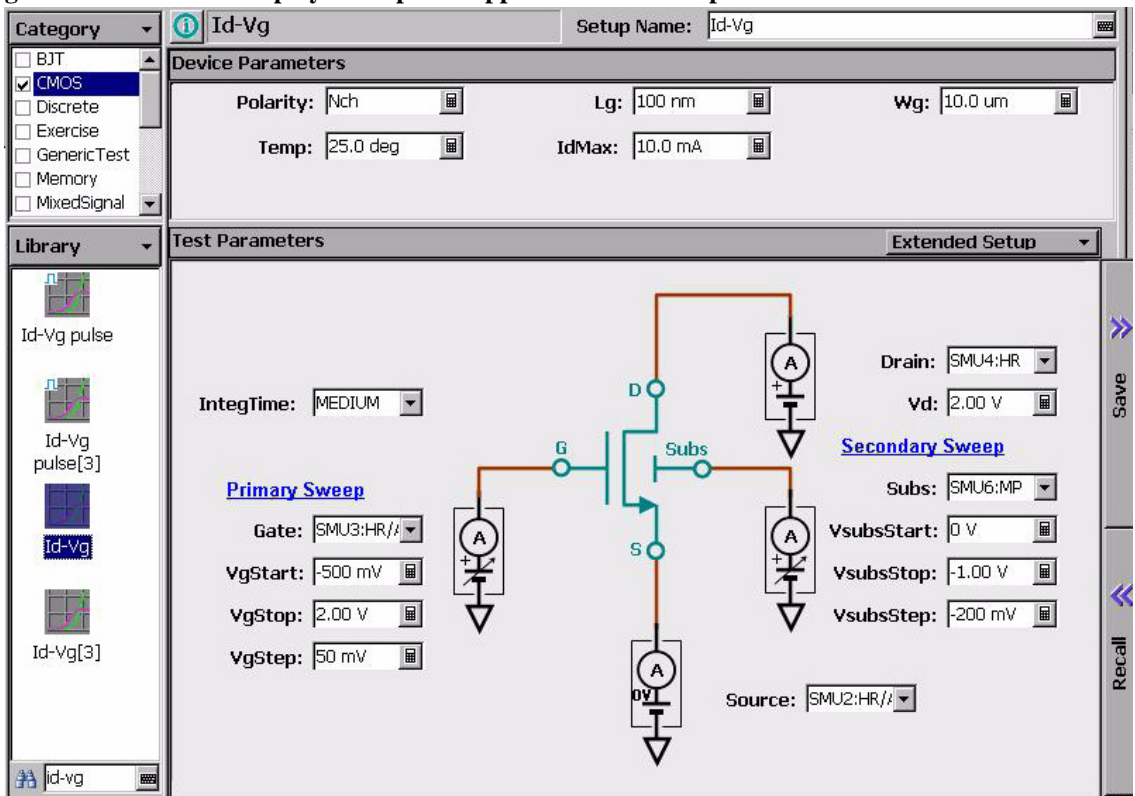 Category
BJT
CMOS
Discrete
Exercise
GenericTest
Memory
MixedSignal
Library
Id-Vg pulse
Id-Vg
pulse[3]
Id-Vg
Id-Vg[3]
id-vg
Id-Vg
Setup Name: Id-Vg
Device Parameters
Polarity: Nch
Lg: 100 nm
Wg: 10.0 um
Temp: 25.0 deg
IdMax: 10.0 mA
Test Parameters
Extended Setup
IntegTime: MEDIUM
Primary Sweep
Gate: SMU3:HR/
VgStart: -500 mV
VgStop: 2.00 V
VgStep: 50 mV
D
G
Subs
S
A
+
A
+
A
+
A
0V
Drain: SMU4:HR
Vd: 2.00 V
Secondary Sweep
Subs: SMU6:MP
VsubsStart: 0 V
VsubsStop: -1.00 V
VsubsStep: -200 mV
Source: SMU2:HR/
Save
Recall